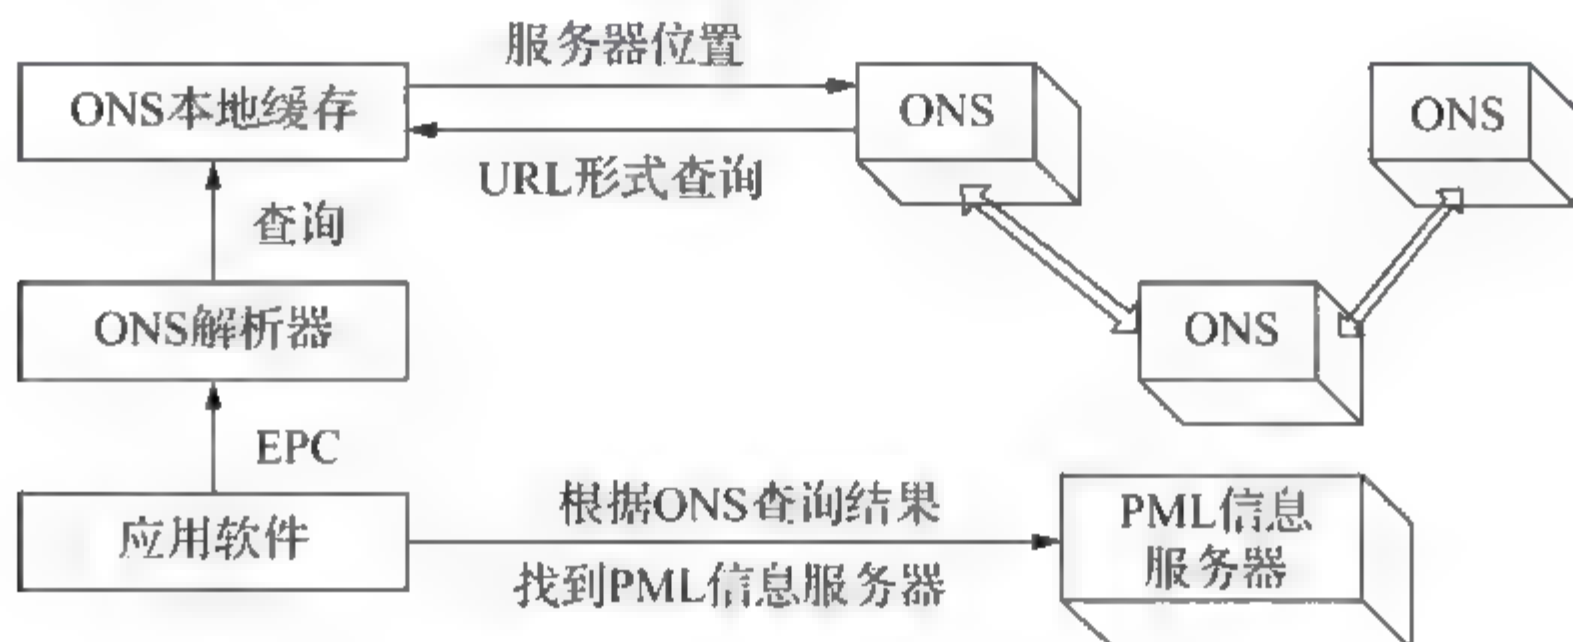 服务器位置
ONS本地缓存
ONS
ONS
URL形式查询
查询
ONS解析器
ONS
EPC
根据ONS查询结果
应用软件
找到PML信息服务器
PML信息
服务器